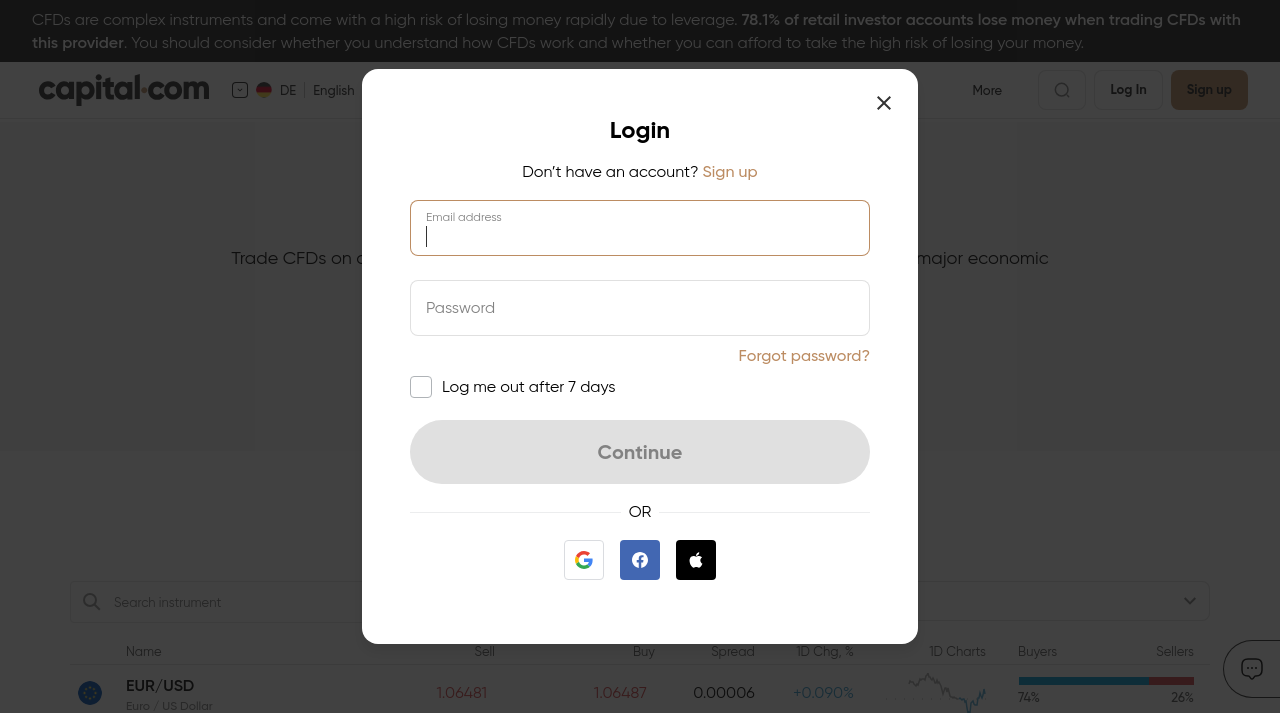 CFDs are complex instruments and come with a high risk of losing money rapidly due to leverage. 78.1% of retail investor accounts lose money when trading CFDs with
this provider. You should consider whether you understand how CFDs work and whether you can afford to take the high risk of losing your money.
capital.com
DE
English
More
Log In
Sign up
Login
Don’t have an account? Sign up
Email address
Trade CFDs on
major economic
Password
Forgot password?
Log me out after 7 days
Continue
OR
Search instrument
Name Sell Buy Spread 1D Chg, % 1D Charts Buyers Sellers
EUR/USD 1.06481 1.06487 0.00006 +0.090%
74% 26%
Euro / US Dollar